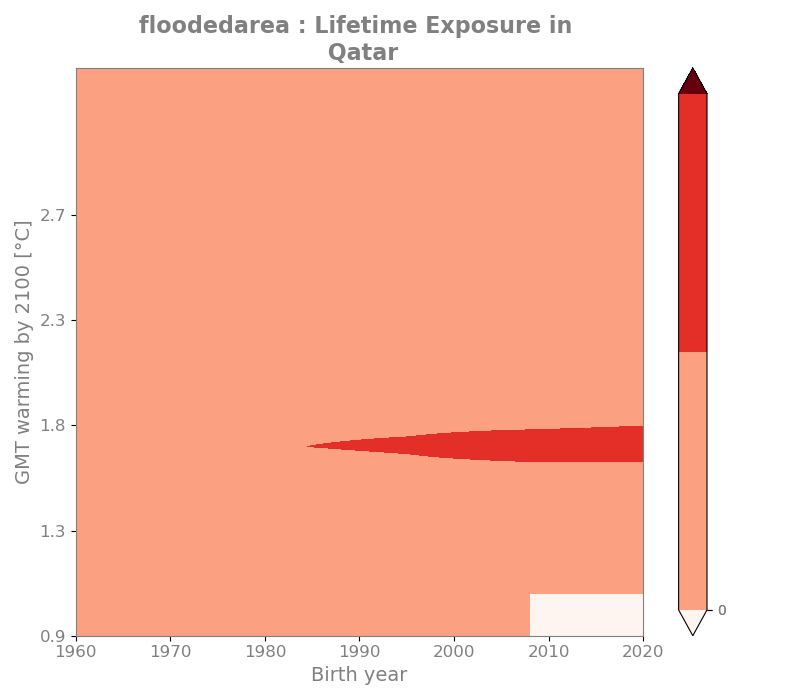 floodedarea : Lifetime Exposure in
Qatar
GMT warming by 2100 [°C]
2.7
2.3
1.8
1.3
0.9
1960 1970 1980 1990 2000 2010 2020
Birth year
0